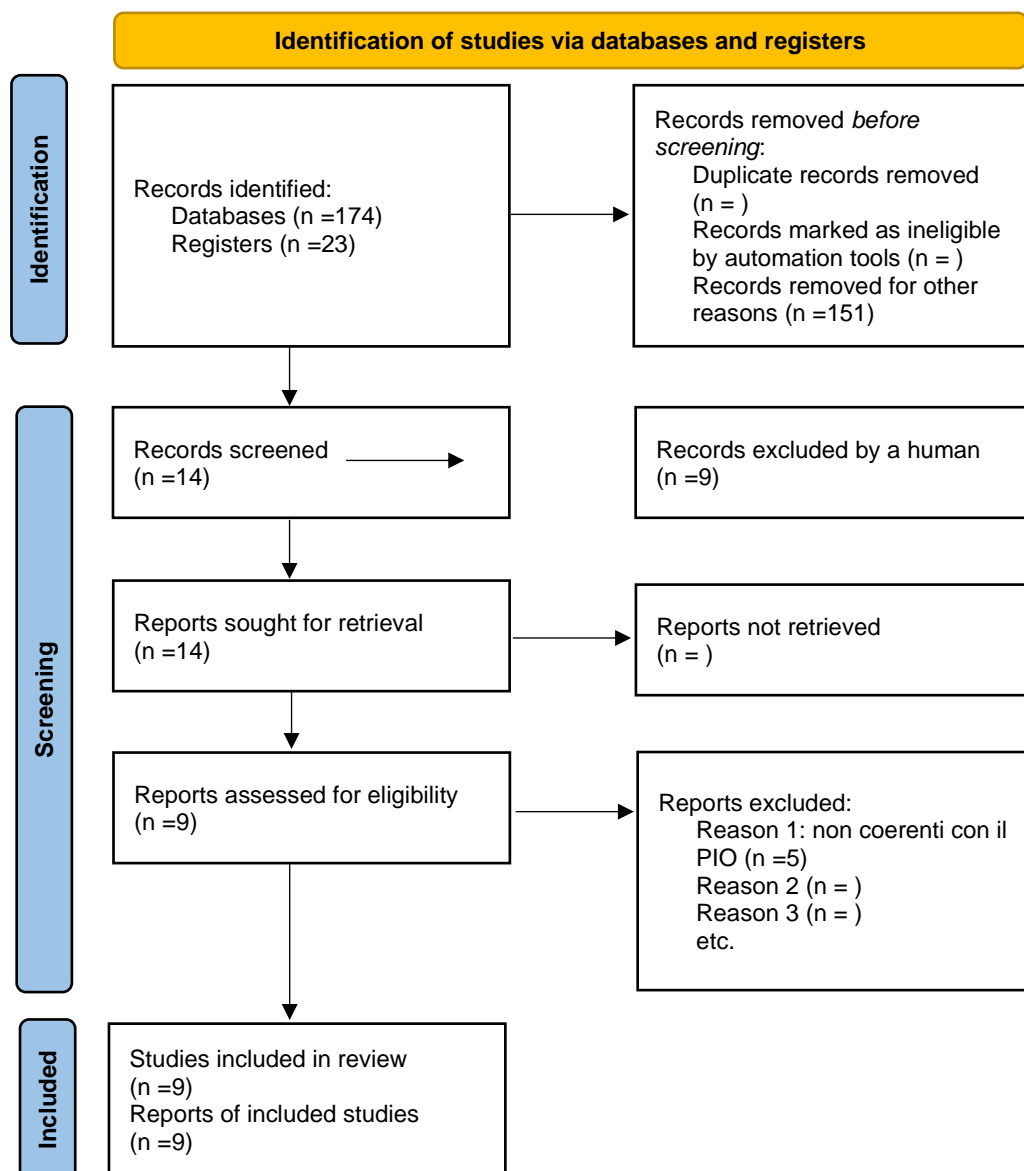 Identification of studies via databases and registers
Identification
Records identified:
Databases (n =174)
Registers (n =23)
Records removed before
screening:
Duplicate records removed
(n = )
Records marked as ineligible
by automation tools (n = )
Records removed for other
reasons (n =151)
Screening
Records screened
(n =14)
Records excluded by a human
(n =9)
Reports sought for retrieval
(n =14)
Reports not retrieved
(n = )
Reports assessed for eligibility
(n =9)
Reports excluded:
Reason 1: non coerenti con il
PIO (n =5)
Reason 2 (n = )
Reason 3 (n = )
etc.
Included
Studies included in review
(n =9)
Reports of included studies
(n =9)